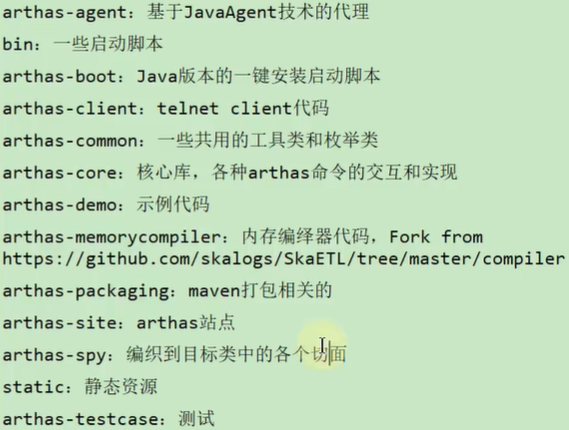 arthas-agent：基于JavaAgent技术的代理
bin：一些启动脚本
arthas-boot：Java版本的一键安装启动脚本
arthas-client：telnet client代码
arthas-common：一些共用的工具类和枚举类
arthas-core：核心库，各种arthas命令的交互和实现
arthas-demo：示例代码
arthas-memorycompiler：内存编绎器代码，Fork from
https://github.com/skalogs/SkaETL/tree/master/compiler
arthas-packaging：maven打包相关的
arthas-site：arthas站点
arthas-spy：编织到目标类中的各个切面
static：静态资源
arthas-testcase：测试